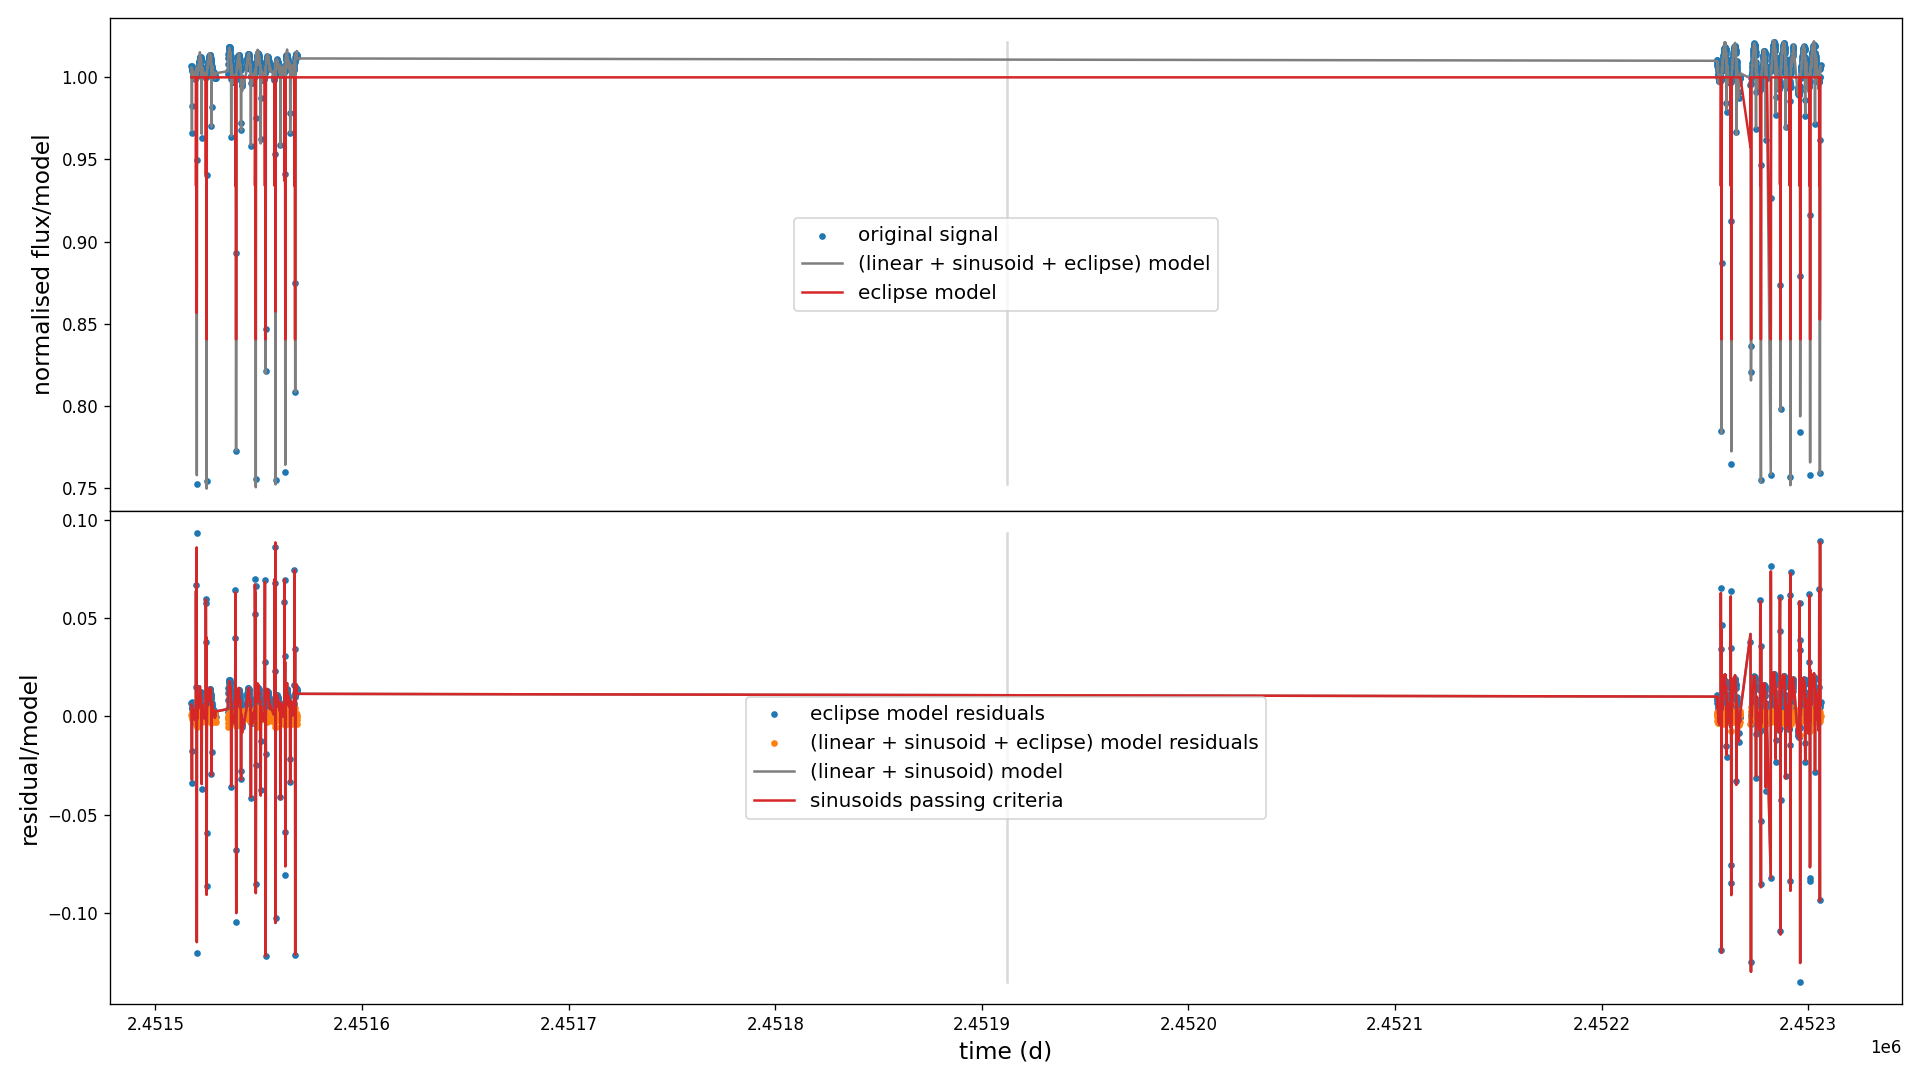 1.00
0.95
0.90
0.85
0.80
0.75
normalised flux/model
original signal
(linear + sinusoid + eclipse) model
eclipse model
0.10
0.05
0.00
−0.05
−0.10
residual/model
eclipse model residuals
(linear + sinusoid + eclipse) model residuals
(linear + sinusoid) model
sinusoids passing criteria
2.4515 2.4516 2.4517 2.4518 2.4519 2.4520 2.4521 2.4522 2.4523
1e6
time (d)